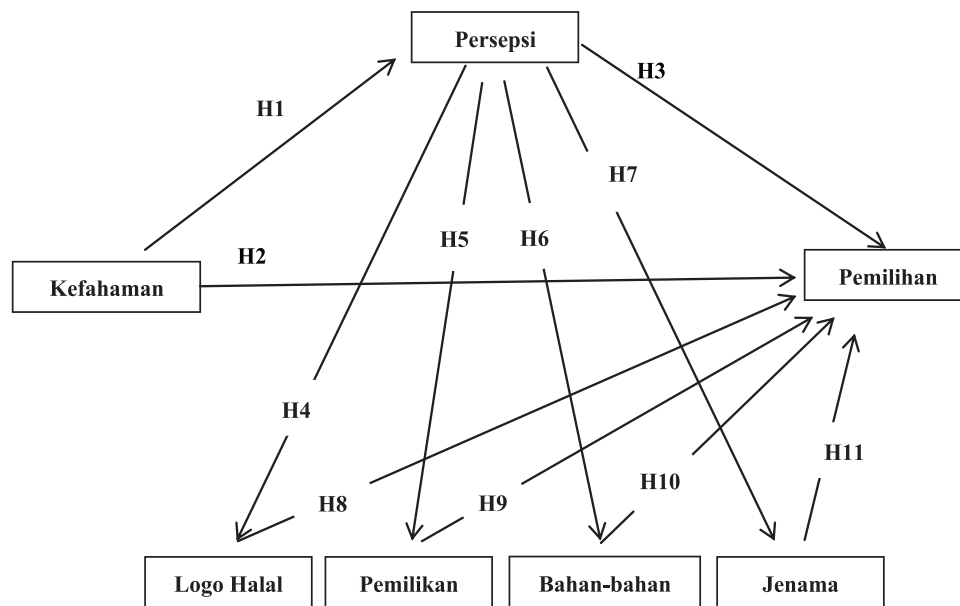 Persepsi
H3
H1
H7
H5
H6
H2
Kefahaman
Pemilihan
H4
H11
H8
H9
H10
Logo Halal
Pemilikan
Bahan-bahan
Jenama